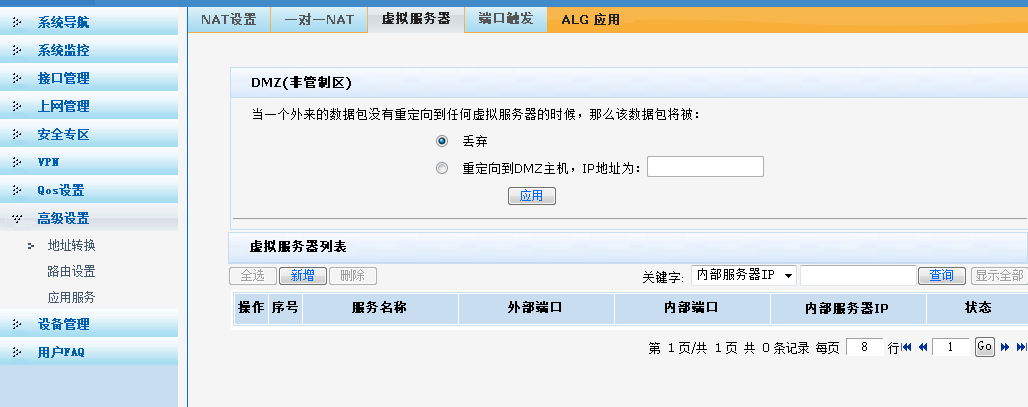 系统导航
系统监控
接口管理
上网管理
安全专区
VPN
Qos设置
高级设置
地址转换
路由设置
应用服务
设备管理
用户FAQ
NAT设置 一对一NAT 虚拟服务器 端口触发 ALG 应用
DMZ(非管制区)
当一个外来的数据包没有重定向到任何虚拟服务器的时候，那么该数据包将被：
丢弃
重定向到DMZ主机，IP地址为：
应用
虚拟服务器列表
全选 新增 删除 关键字: 内部服务器IP 查询 显示全部
操作 序号 服务名称 外部端口 内部端口 内部服务器IP 状态
第 1 页/共 1 页 共 0 条记录 每页 8 行 1 Go